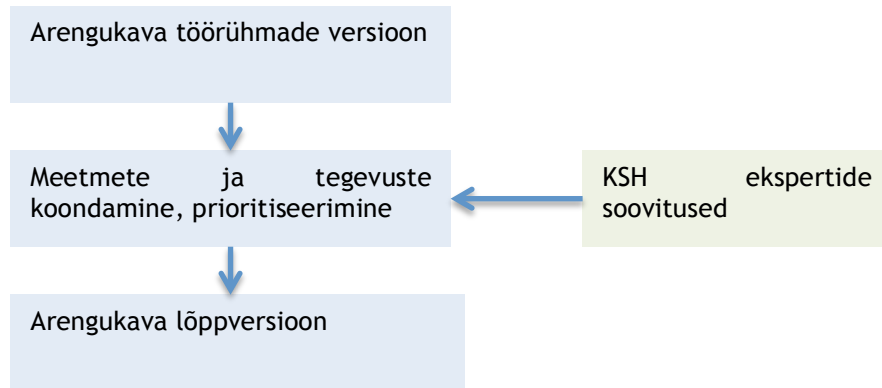 Arengukava töörühmade versioon
Meetmete ja tegevuste
koondamine, prioritiseerimine
KSH ekspertide
soovitused
Arengukava lõppversioon